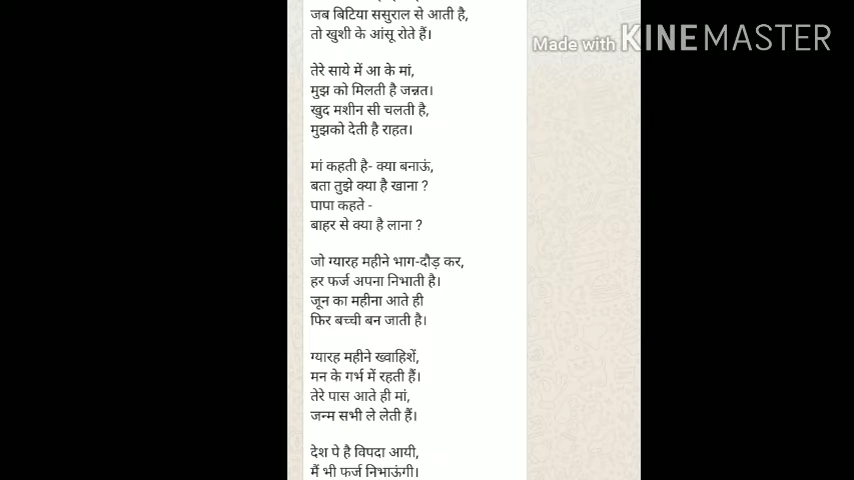 जब बिटिया ससुराल से आती है,
तो खुशी के आंसू रोते हैं।
Made with KINEMASTER
तेरे साये में आ के मां,
मुझ को मिलती है जन्नत।
खुद मशीन सी चलती है,
मुझको देती है राहत।
मां कहती है- क्या बनाऊं,
बता तुझे क्या है खाना ?
पापा कहते -
बाहर से क्या है लाना ?
जो ग्यारह महीने भाग-दौड़ कर,
हर फर्ज अपना निभाती है।
जून का महीना आते ही
फिर बच्ची बन जाती है।
ग्यारह महीने ख्वाहिशें,
मन के गर्भ में रहती हैं।
तेरे पास आते ही मां,
जन्म सभी ले लेती हैं।
देश पे है विपदा आयी,
मैं भी फर्ज निभाऊंगी।